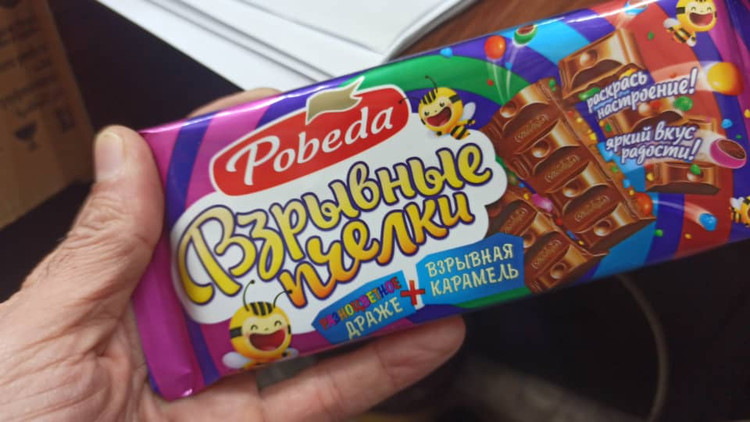 Pobeda
Взрывные
пчелки
разноцветное
драже
+
взрывная
карамель
раскрась
настроение!
яркий вкус
радости!